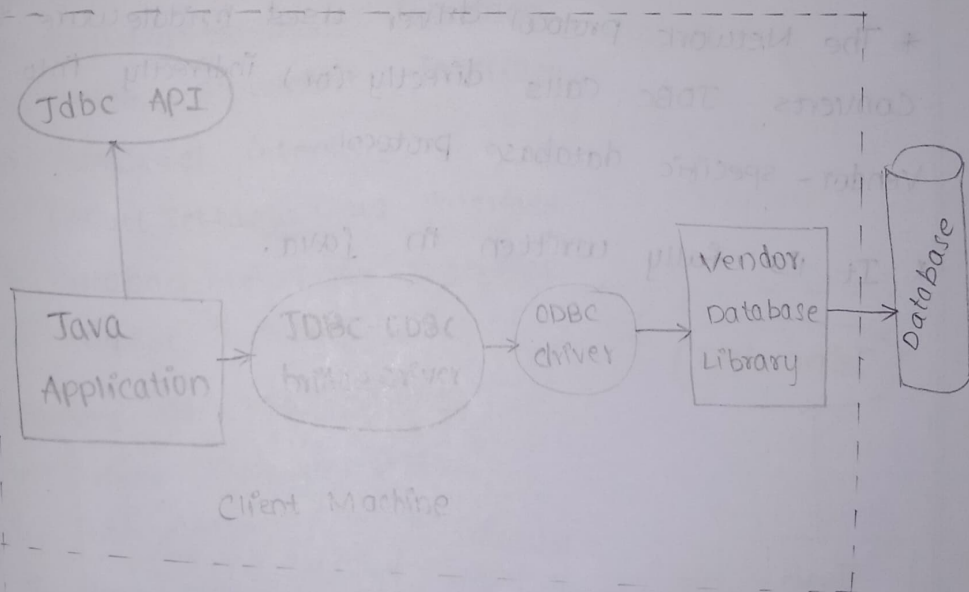 Jdbc API
Java
Application
JDBC ODBC
bridge driver
ODBC
driver
Vendor
Database
Library
Database
Client Machine